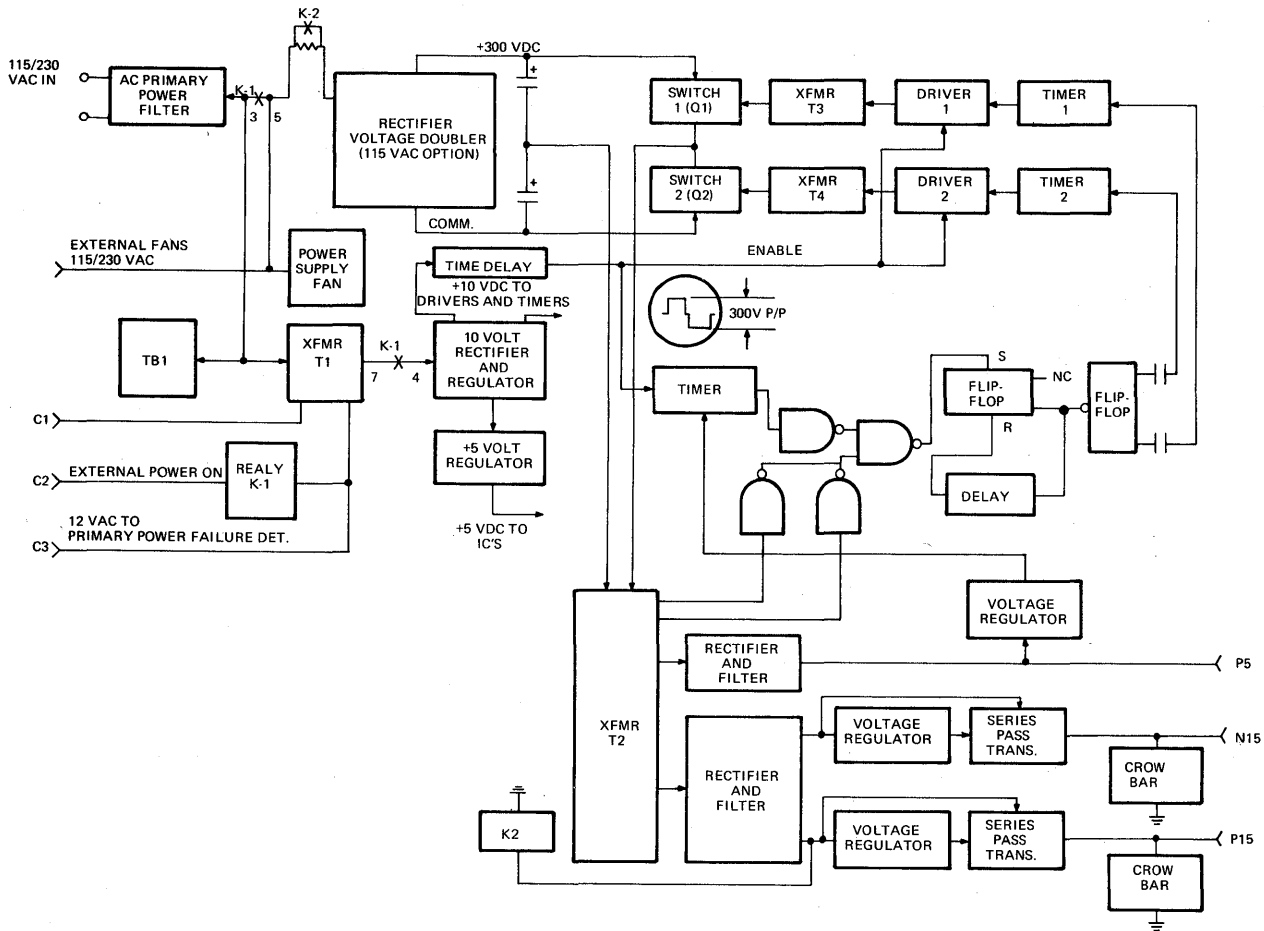 K-2
115/230
VAC IN
AC PRIMARY
POWER
FILTER
K-1
3 5
RECTIFIER
VOLTAGE DOUBLER
(115 VAC OPTION)
+300 VDC
+
+
COMM.
SWITCH
1 (Q1)
XFMR
T3
DRIVER
1
TIMER
1
SWITCH
2 (Q2)
XFMR
T4
DRIVER
2
TIMER
2
EXTERNAL FANS
115/230 VAC
POWER
SUPPLY
FAN
TIME DELAY
ENABLE
+10 VDC TO
DRIVERS AND TIMERS
300V P/P
TB1
XFMR
T1
K-1
7 4
10 VOLT
RECTIFIER
AND
REGULATOR
TIMER
S
FLIP-
FLOP
R
NC
FLIP-
FLOP
DELAY
C1
C2
EXTERNAL POWER ON
REALY
K-1
+5 VOLT
REGULATOR
C3
12 VAC TO
PRIMARY POWER FAILURE DET.
+5 VDC TO
IC'S
VOLTAGE
REGULATOR
XFMR
T2
RECTIFIER
AND
FILTER
P5
RECTIFIER
AND
FILTER
VOLTAGE
REGULATOR
SERIES
PASS
TRANS.
N15
CROW
BAR
K2
VOLTAGE
REGULATOR
SERIES
PASS
TRANS.
P15
CROW
BAR